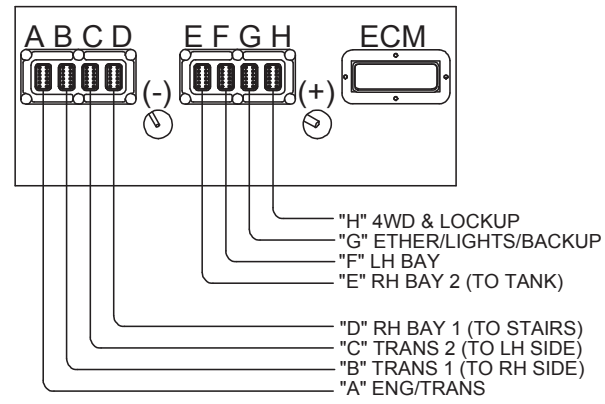 A B C D E F G H ECM
(-) (+)
"H" 4WD & LOCKUP
"G" ETHER/LIGHTS/BACKUP
"F" LH BAY
"E" RH BAY 2 (TO TANK)
"D" RH BAY 1 (TO STAIRS)
"C" TRANS 2 (TO LH SIDE)
"B" TRANS 1 (TO RH SIDE)
"A" ENG/TRANS